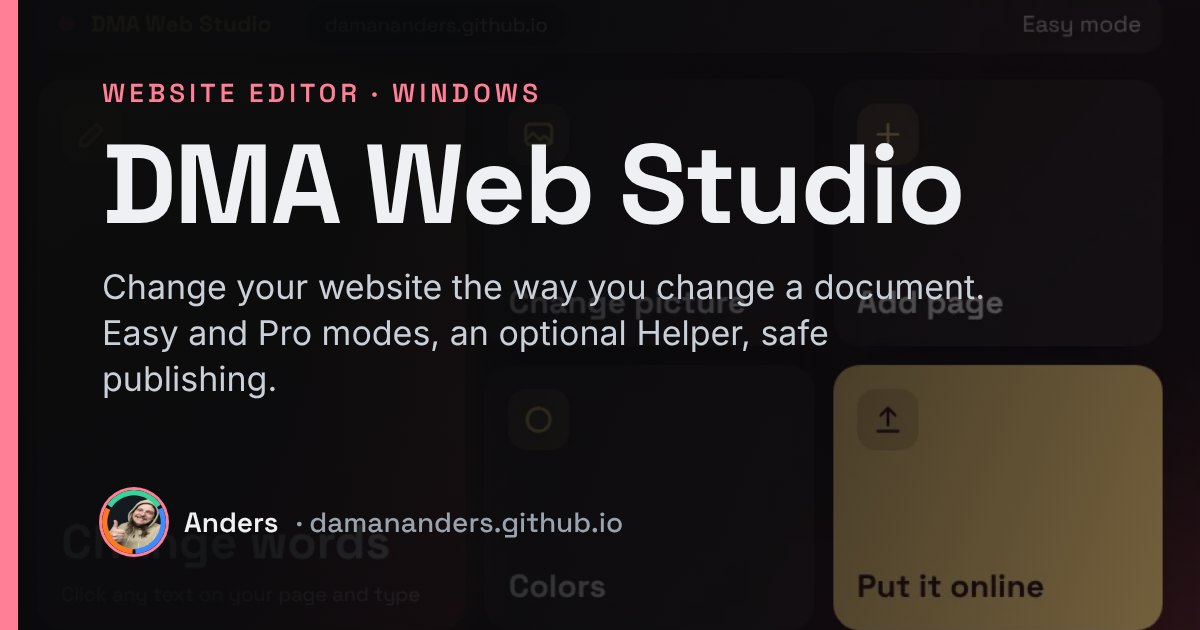 DMA Web Studio damananders.github.io Easy mode
WEBSITE EDITOR · WINDOWS
DMA Web Studio
Change your website the way you change a document.
Change picture
Add page
Easy and Pro modes, an optional Helper, safe
publishing.
Anders · damananders.github.io
Change words
Click any text on your page and type
Colors
Put it online